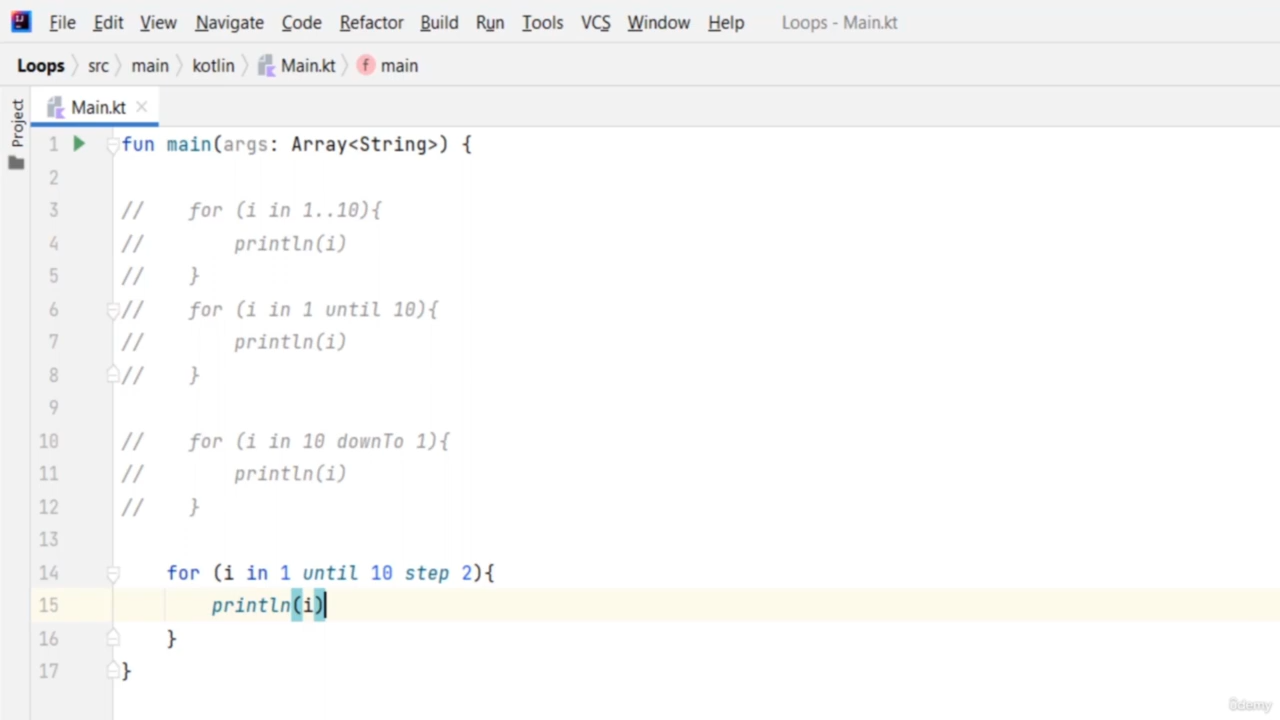 File Edit View Navigate Code Refactor Build Run Tools VCS Window Help Loops - Main.kt
Loops src main kotlin Main.kt f main
Project
Main.kt
1 fun main(args: Array<String>) {
2
3 //    for (i in 1..10){
4 //        println(i)
5 //    }
6 //    for (i in 1 until 10){
7 //        println(i)
8 //    }
9
10 //    for (i in 10 downTo 1){
11 //        println(i)
12 //    }
13
14     for (i in 1 until 10 step 2){
15         println(i)
16     }
17 }
ûdemy